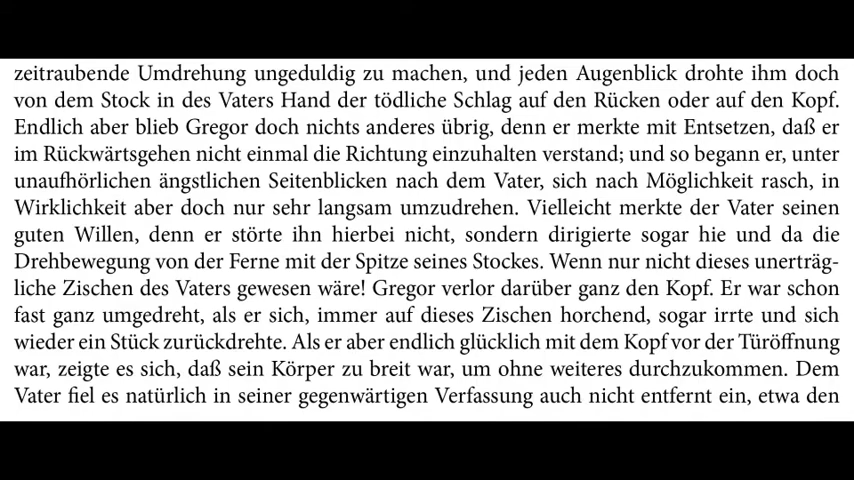 zeitraubende Umdrehung ungeduldig zu machen, und jeden Augenblick drohte ihm doch
von dem Stock in des Vaters Hand der tödliche Schlag auf den Rücken oder auf den Kopf.
Endlich aber blieb Gregor doch nichts anderes übrig, denn er merkte mit Entsetzen, daß er
im Rückwärtsgehen nicht einmal die Richtung einzuhalten verstand; und so begann er, unter
unaufhörlichen ängstlichen Seitenblicken nach dem Vater, sich nach Möglichkeit rasch, in
Wirklichkeit aber doch nur sehr langsam umzudrehen. Vielleicht merkte der Vater seinen
guten Willen, denn er störte ihn hierbei nicht, sondern dirigierte sogar hie und da die
Drehbewegung von der Ferne mit der Spitze seines Stockes. Wenn nur nicht dieses unerträg-
liche Zischen des Vaters gewesen wäre! Gregor verlor darüber ganz den Kopf. Er war schon
fast ganz umgedreht, als er sich, immer auf dieses Zischen horchend, sogar irrte und sich
wieder ein Stück zurückdrehte. Als er aber endlich glücklich mit dem Kopf vor der Türöffnung
war, zeigte es sich, daß sein Körper zu breit war, um ohne weiteres durchzukommen. Dem
Vater fiel es natürlich in seiner gegenwärtigen Verfassung auch nicht entfernt ein, etwa den